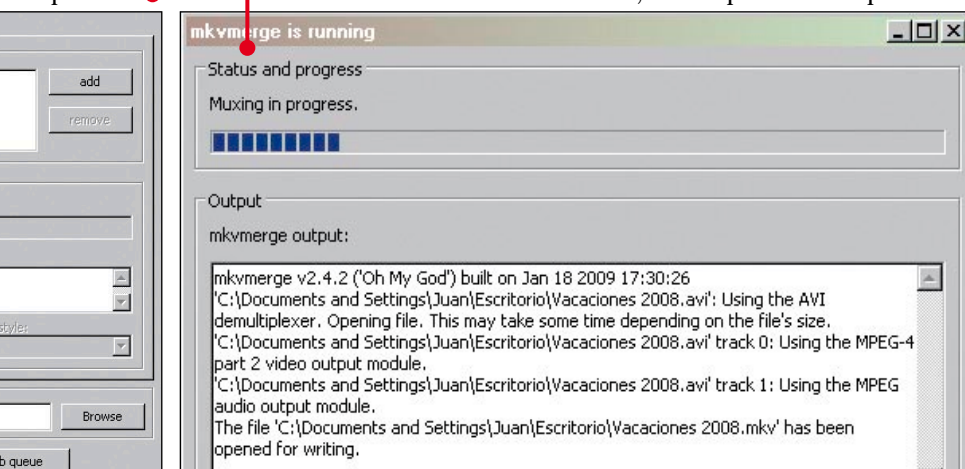 add
remove
style:
Browse
b queue
mkvmerge is running
Status and progress
Muxing in progress.
Output
mkvmerge output:
mkvmerge v2.4.2 ('Oh My God') built on Jan 18 2009 17:30:26
'C:\Documents and Settings\Juan\Escritorio\Vacaciones 2008.avi': Using the AVI
demultiplexer. Opening file. This may take some time depending on the file's size.
'C:\Documents and Settings\Juan\Escritorio\Vacaciones 2008.avi' track 0: Using the MPEG-4
part 2 video output module.
'C:\Documents and Settings\Juan\Escritorio\Vacaciones 2008.avi' track 1: Using the MPEG
audio output module.
The file 'C:\Documents and Settings\Juan\Escritorio\Vacaciones 2008.mkv' has been
opened for writing.